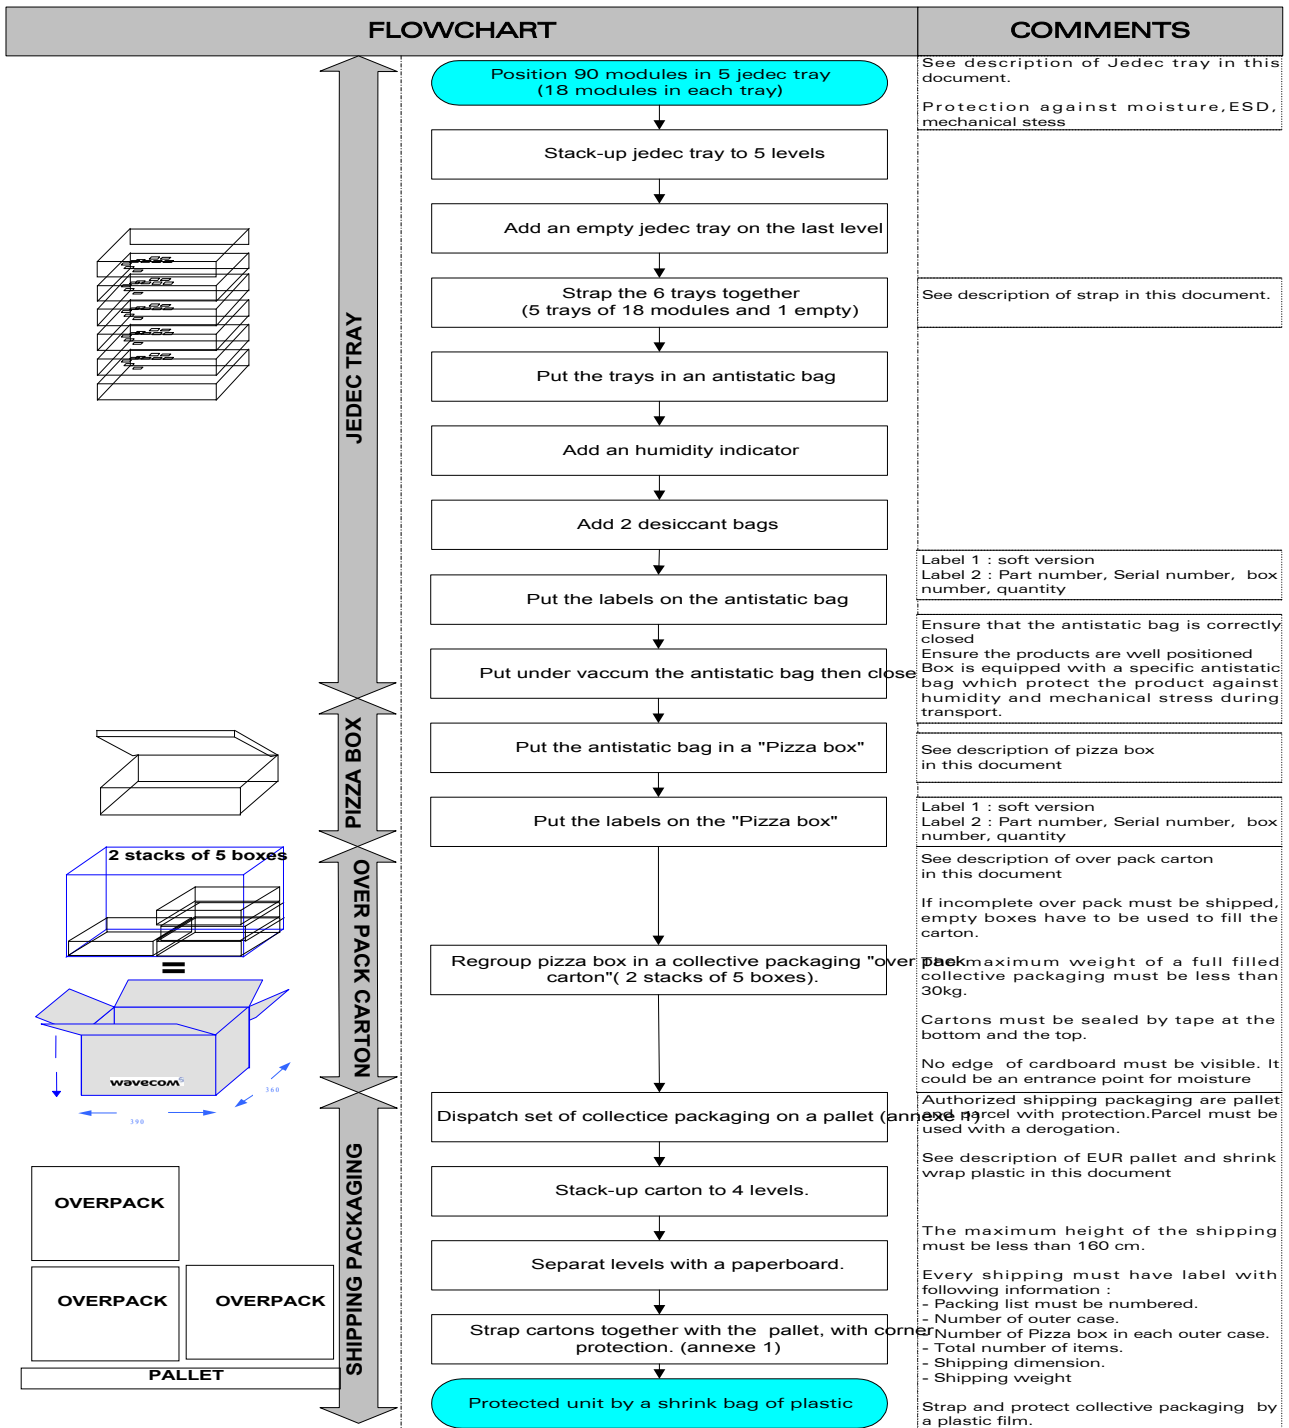 FLOWCHART
COMMENTS
Position 90 modules in 5 jedec tray
(18 modules in each tray)
See description of Jedec tray in this
document.
Protection against moisture,ESD,
mechanical stess
Stack-up jedec tray to 5 levels
Add an empty jedec tray on the last level
Strap the 6 trays together
(5 trays of 18 modules and 1 empty)
See description of strap in this document.
JEDEC TRAY
Put the trays in an antistatic bag
Add an humidity indicator
Add 2 desiccant bags
Put the labels on the antistatic bag
Label 1 : soft version
Label 2 : Part number, Serial number, box
number, quantity
Put under vaccum the antistatic bag then close
Ensure that the antistatic bag is correctly
closed
Ensure the products are well positioned
Box is equipped with a specific antistatic
bag which protect the product against
humidity and mechanical stress during
transport.
PIZZA BOX
Put the antistatic bag in a "Pizza box"
See description of pizza box
in this document
Put the labels on the "Pizza box"
Label 1 : soft version
Label 2 : Part number, Serial number, box
number, quantity
2 stacks of 5 boxes
=
wavecom
390
360
OVER PACK CARTON
Regroup pizza box in a collective packaging "over pack
carton"( 2 stacks of 5 boxes).
See description of over pack carton
in this document
If incomplete over pack must be shipped,
empty boxes have to be used to fill the
carton.
The maximum weight of a full filled
collective packaging must be less than
30kg.
Cartons must be sealed by tape at the
bottom and the top.
No edge of cardboard must be visible. It
could be an entrance point for moisture
SHIPPING PACKAGING
Dispatch set of collectice packaging on a pallet (annexe 1)
Authorized shipping packaging are pallet
and parcel with protection.Parcel must be
used with a derogation.
See description of EUR pallet and shrink
wrap plastic in this document
Stack-up carton to 4 levels.
OVERPACK
OVERPACK
OVERPACK
PALLET
Separat levels with a paperboard.
The maximum height of the shipping
must be less than 160 cm.
Every shipping must have label with
following information :
- Packing list must be numbered.
- Number of outer case.
- Number of Pizza box in each outer case.
- Total number of items.
- Shipping dimension.
- Shipping weight
Strap cartons together with the pallet, with corner
protection. (annexe 1)
Protected unit by a shrink bag of plastic
Strap and protect collective packaging by
a plastic film.